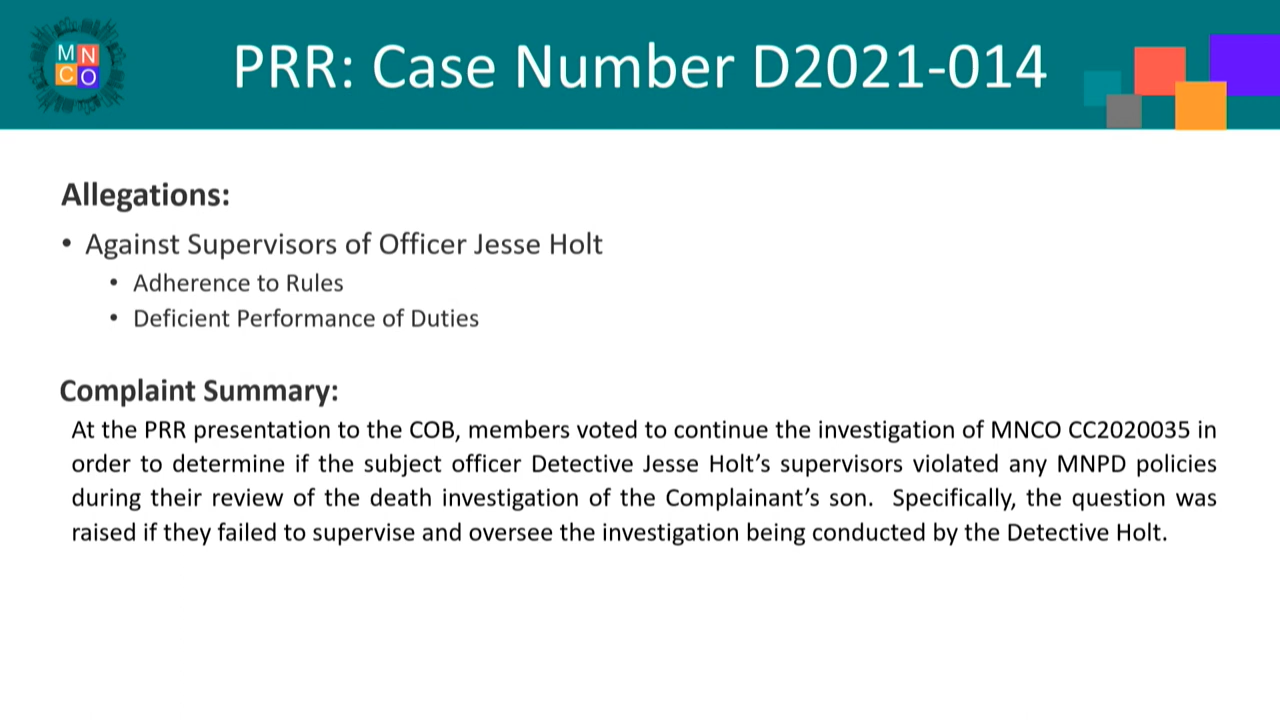 M N
C O
PRR: Case Number D2021-014
Allegations:
• Against Supervisors of Officer Jesse Holt
• Adherence to Rules
• Deficient Performance of Duties
Complaint Summary:
At the PRR presentation to the COB, members voted to continue the investigation of MNCO CC2020035 in
order to determine if the subject officer Detective Jesse Holt’s supervisors violated any MNPD policies
during their review of the death investigation of the Complainant’s son.  Specifically, the question was
raised if they failed to supervise and oversee the investigation being conducted by the Detective Holt.